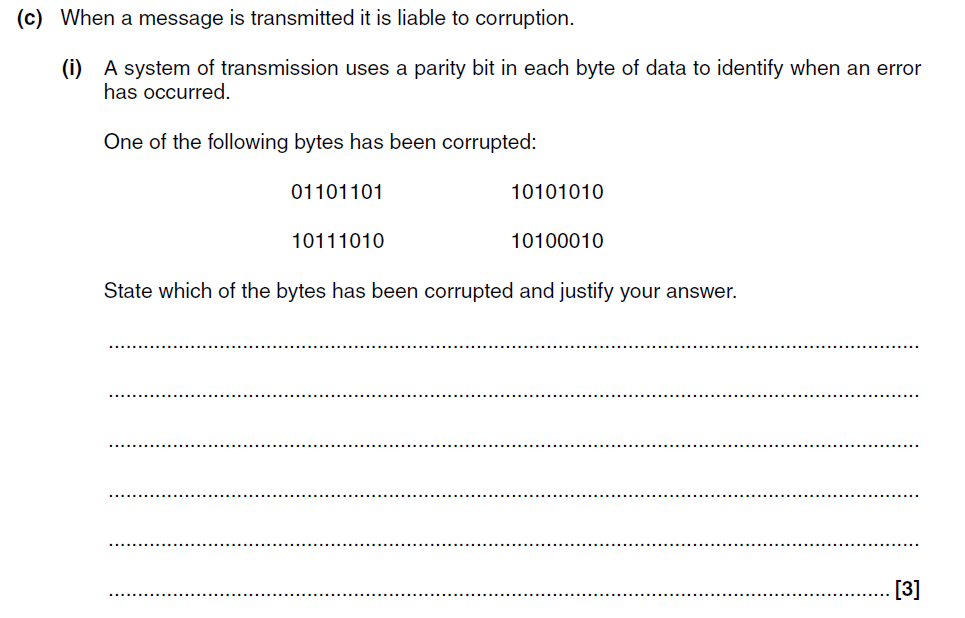 (c) When a message is transmitted it is liable to corruption.
(i) A system of transmission uses a parity bit in each byte of data to identify when an error
has occurred.
One of the following bytes has been corrupted:
01101101 10101010
10111010 10100010
State which of the bytes has been corrupted and justify your answer.
..........................................................................................................................................
..........................................................................................................................................
..........................................................................................................................................
..........................................................................................................................................
..........................................................................................................................................
..................................................................................................................................... [3]